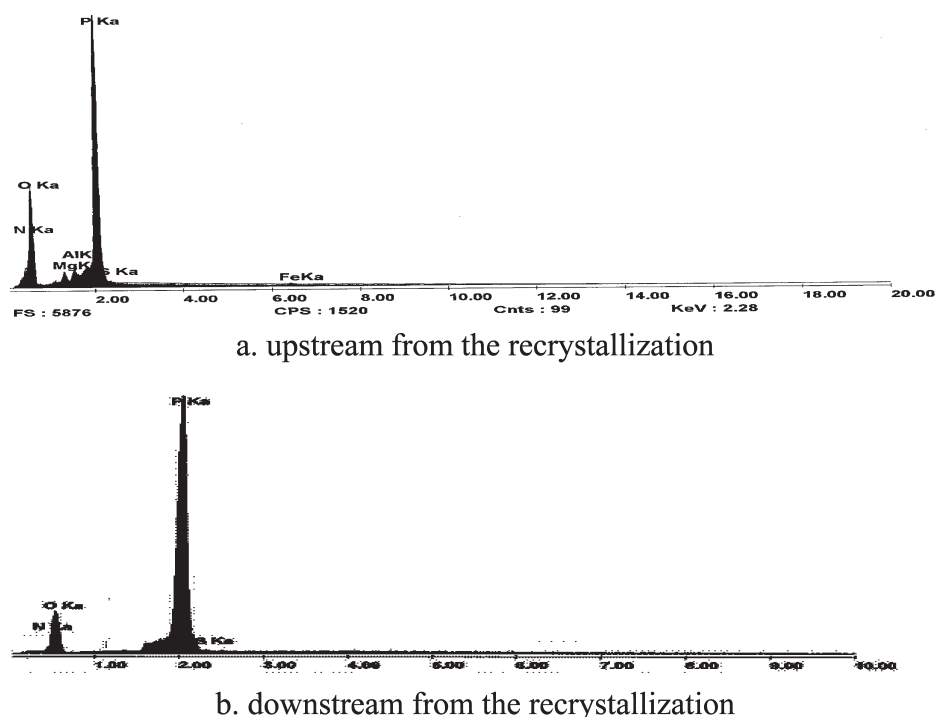 P Ka
O Ka
N Ka
AlK
MgK
S Ka
FeKa
2.00 4.00 6.00 8.00 10.00 12.00 14.00 16.00 18.00 20.00
FS : 5876 CPS : 1520 Cnts : 99 KeV : 2.28
a. upstream from the recrystallization
P Ka
O Ka
N Ka
S Ka
1.00 2.00 3.00 4.00 5.00 6.00 7.00 8.00 9.00 10.00
b. downstream from the recrystallization